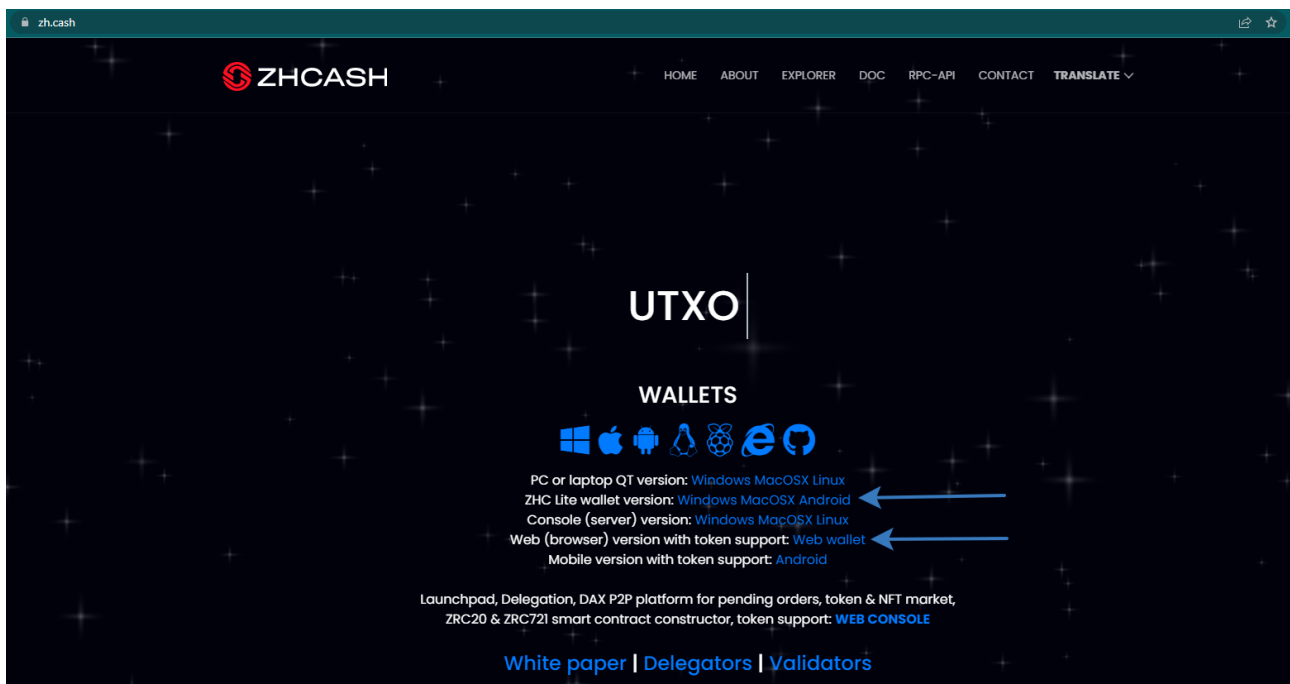 zh.cash
ZHCASH
HOME ABOUT EXPLORER DOC RPC-API CONTACT TRANSLATE
UTXO
WALLETS
PC or laptop QT version: Windows MacOSX Linux
ZHC Lite wallet version: Windows MacOSX Android
Console (server) version: Windows MacOSX Linux
Web (browser) version with token support: Web wallet
Mobile version with token support: Android
Launchpad, Delegation, DAX P2P platform for pending orders, token & NFT market,
ZRC20 & ZRC721 smart contract constructor, token support: WEB CONSOLE
White paper | Delegators | Validators